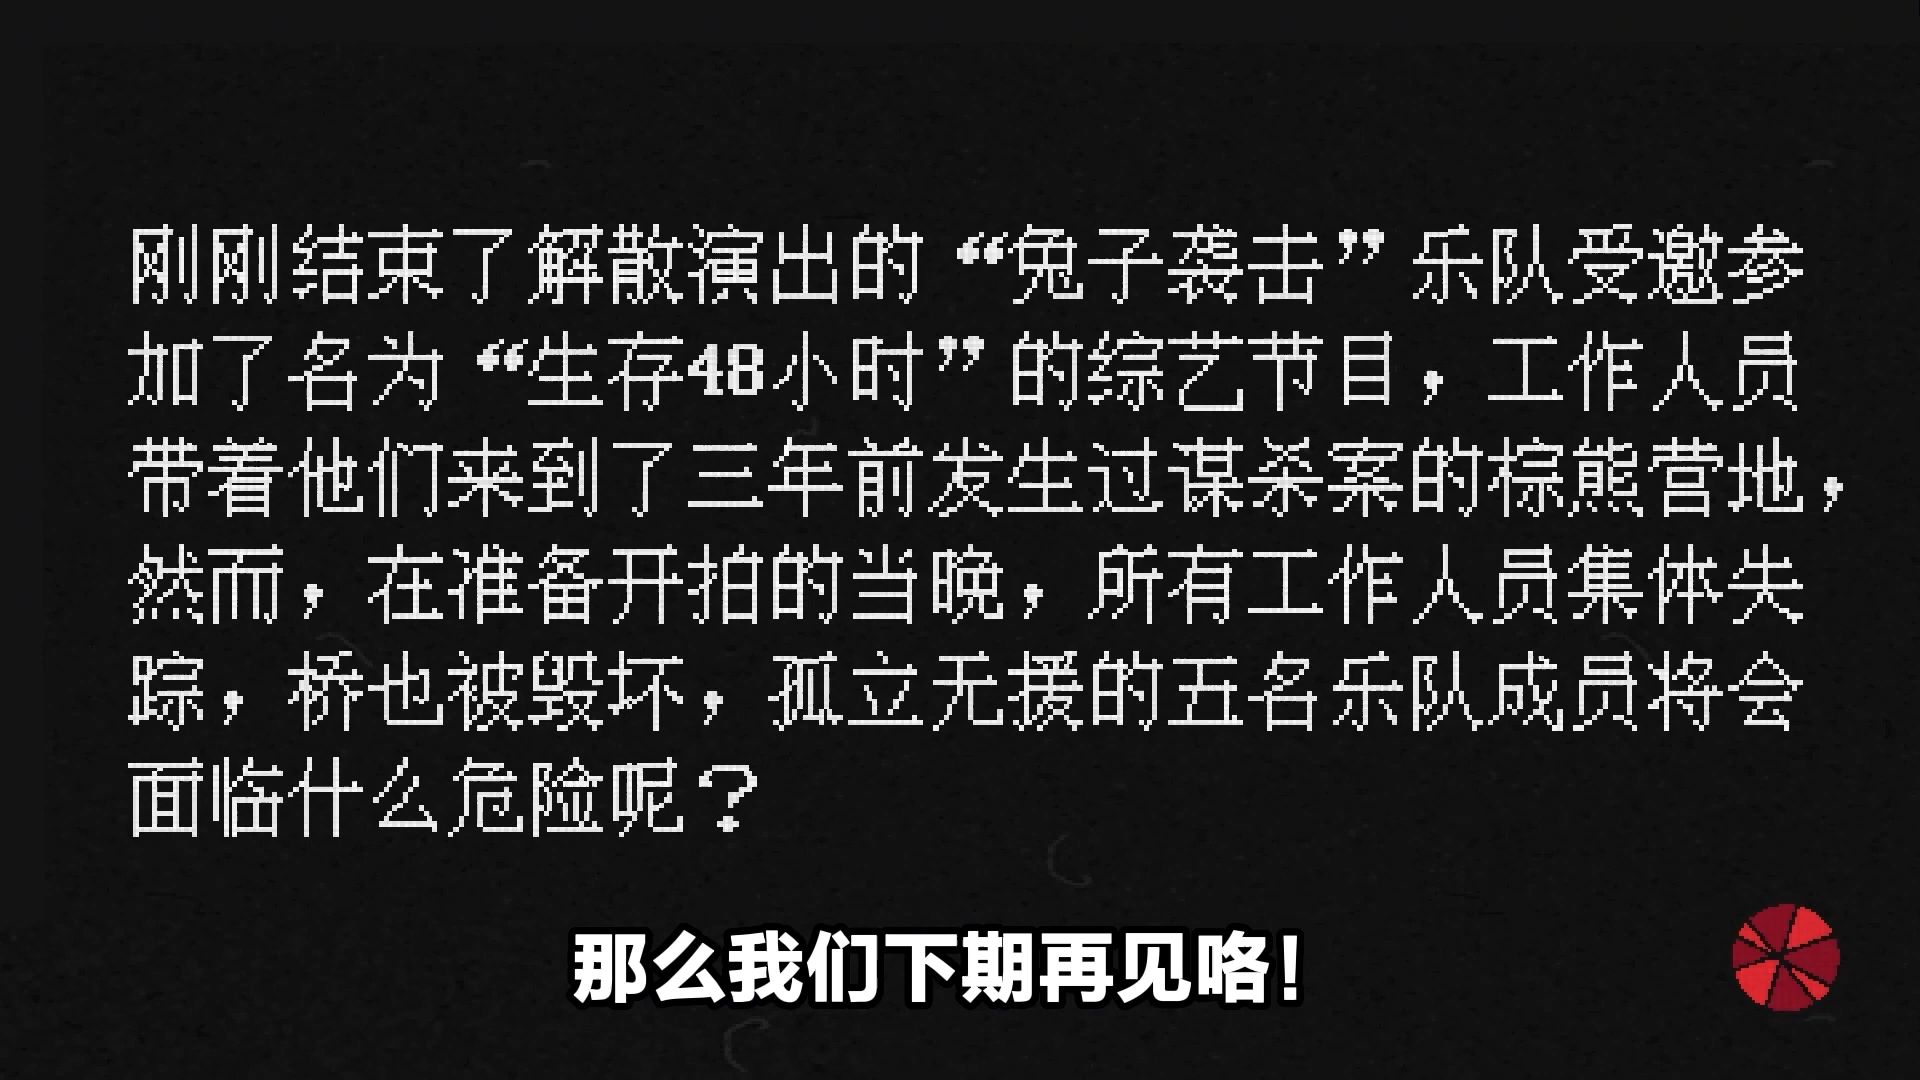 刚刚结束了解散演出的“兔子袭击”乐队受邀参
加了名为“生存48小时”的综艺节目，工作人员
带着他们来到了三年前发生过谋杀案的棕熊营地，
然而，在准备开拍的当晚，所有工作人员集体失
踪，桥也被毁坏，孤立无援的五名乐队成员将会
面临什么危险呢？
那么我们下期再见咯！